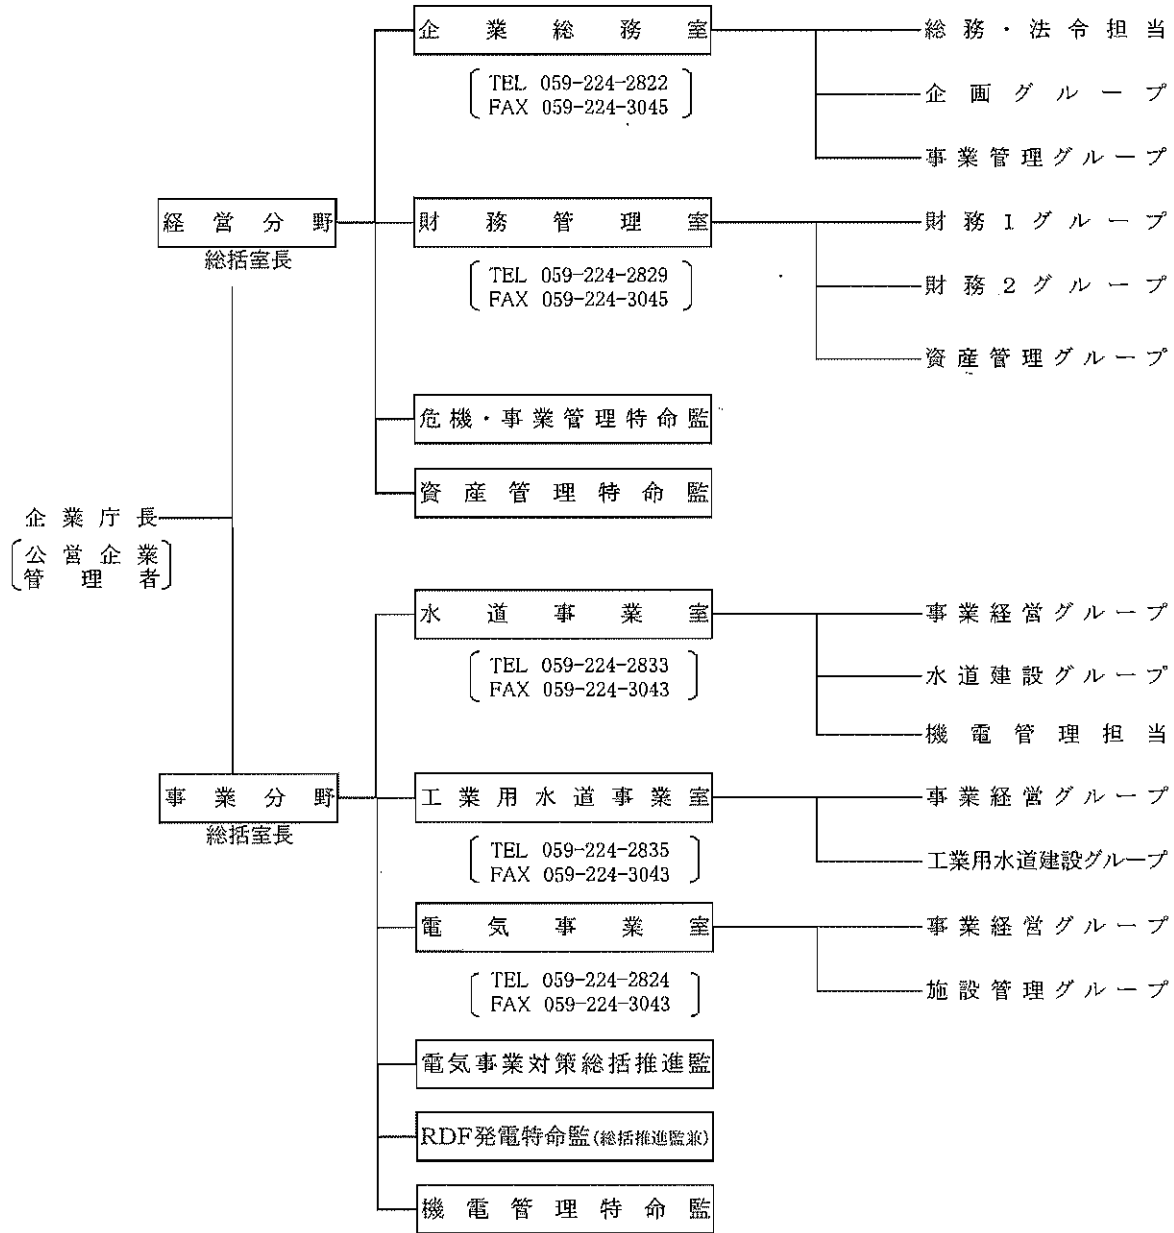 企業総務室
TEL 059-224-2822
FAX 059-224-3045
総務・法令担当
企画グループ
事業管理グループ
経営分野
総括室長
財務管理室
TEL 059-224-2829
FAX 059-224-3045
財務1グループ
財務2グループ
資産管理グループ
危機・事業管理特命監
資産管理特命監
企業庁長
公営企業
管理者
水道事業室
TEL 059-224-2833
FAX 059-224-3043
事業経営グループ
水道建設グループ
機電管理担当
事業分野
総括室長
工業用水道事業室
TEL 059-224-2835
FAX 059-224-3043
事業経営グループ
工業用水道建設グループ
電気事業室
TEL 059-224-2824
FAX 059-224-3043
事業経営グループ
施設管理グループ
電気事業対策総括推進監
RDF発電特命監(総括推進監兼)
機電管理特命監